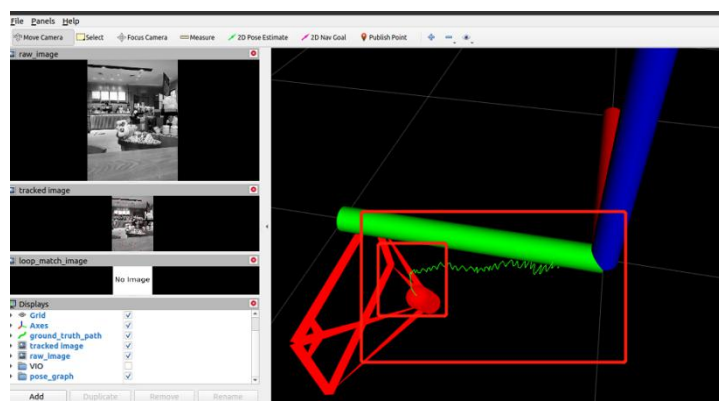 File Panels Help
Move Camera Select Focus Camera Measure 2D Pose Estimate 2D Nav Goal Publish Point
raw_image
tracked image
loop_match_image
No Image
Displays
Grid
Axes
ground_truth_path
tracked image
raw_image
VIO
pose_graph
Add Duplicate Remove Rename